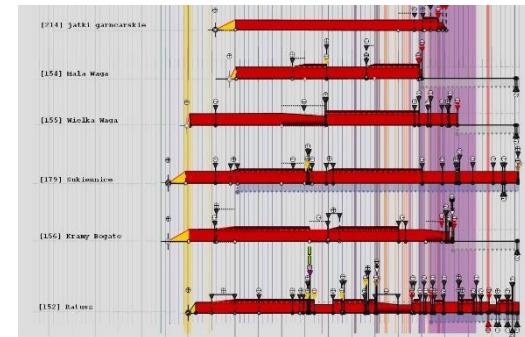 [214] jatki garncarskie
[154] Mała Waga
[155] Wielka Waga
[179] Sukiennice
[156] Kramy Bogate
[152] Ratusz